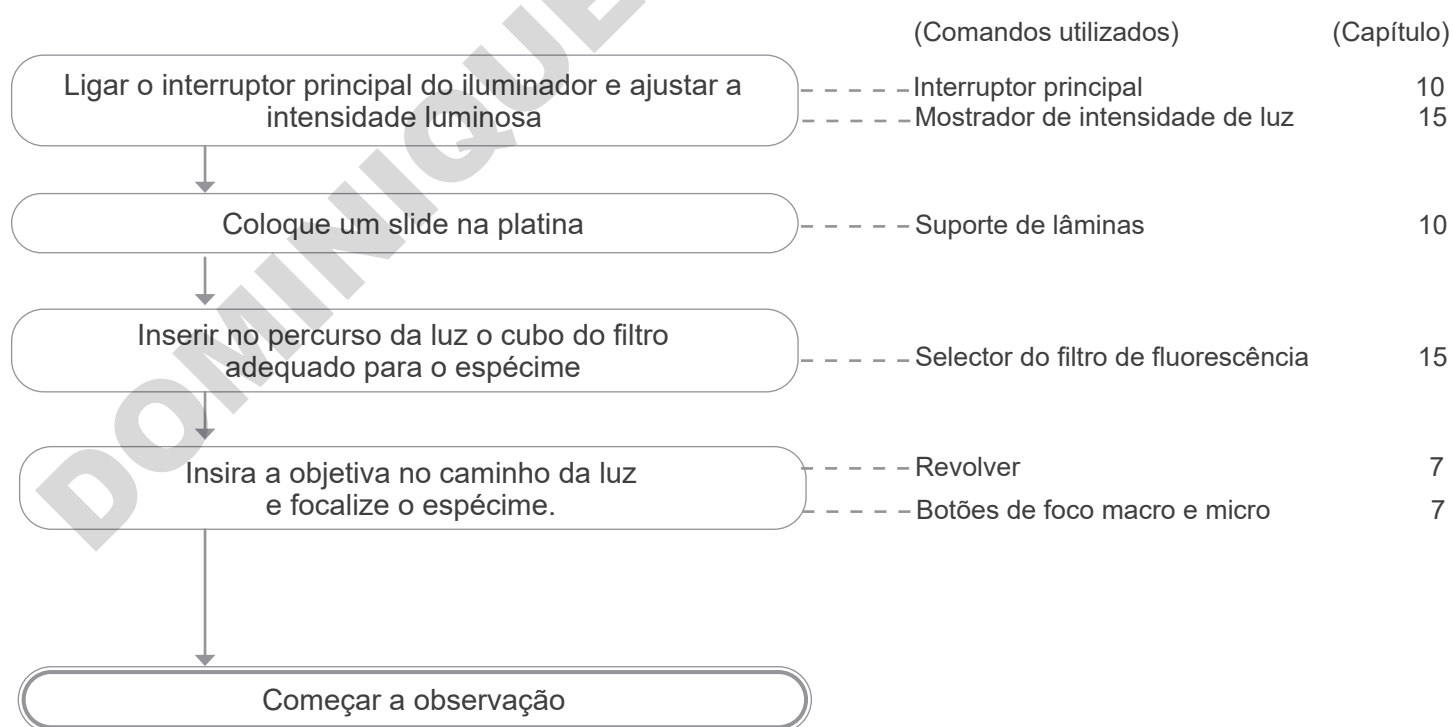 (Comandos utilizados) (Capítulo)
Ligar o interruptor principal do iluminador e ajustar a
intensidade luminosa
Interruptor principal 10
Mostrador de intensidade de luz 15
Coloque um slide na platina
Suporte de lâminas 10
Inserir no percurso da luz o cubo do filtro
adequado para o espécime
Selector do filtro de fluorescência 15
Insira a objetiva no caminho da luz
e focalize o espécime.
Revolver 7
Botões de foco macro e micro 7
Começar a observação
DOMINIQUE